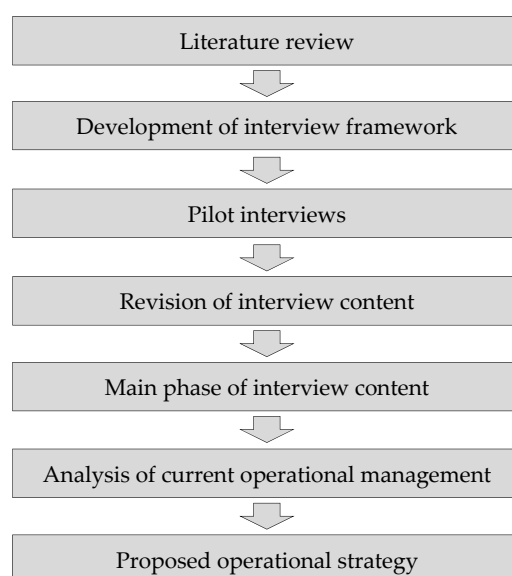 Literature review
Development of interview framework
Pilot interviews
Revision of interview content
Main phase of interview content
Analysis of current operational management
Proposed operational strategy